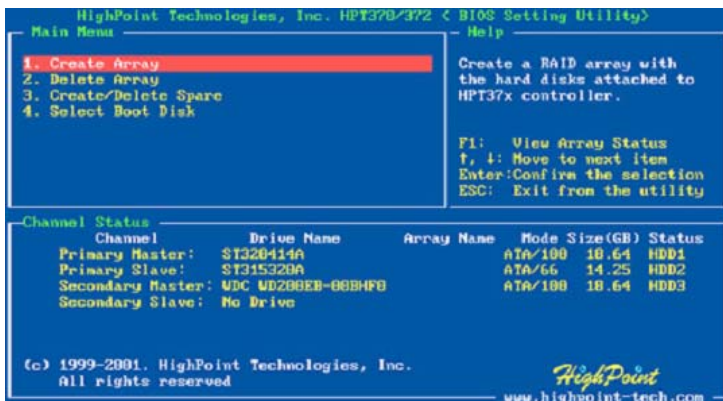 HighPoint Technologies, Inc. HPT370/372 < BIOS Setting Utility>
Main Menu
1. Create Array
2. Delete Array
3. Create/Delete Spare
4. Select Boot Disk
Help
Create a RAID array with
the hard disks attached to
HPT37x controller.
F1: View Array Status
↑, ↓: Move to next item
Enter:Confirm the selection
ESC: Exit from the utility
Channel Status
Channel Drive Name Array Name Mode Size(GB) Status
Primary Master: ST320414A ATA/100 18.64 HDD1
Primary Slave: ST315320A ATA/66 14.25 HDD2
Secondary Master: WDC WD200EB-00BHF0 ATA/100 18.64 HDD3
Secondary Slave: No Drive
(c) 1999-2001. HighPoint Technologies, Inc.
All rights reserved
HighPoint
www.highpoint-tech.com